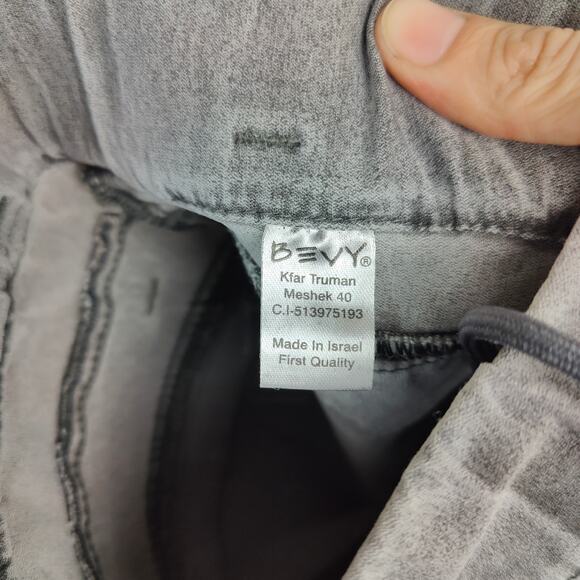 BEVY®
Kfar Truman
Meshek 40
C.I-513975193
Made In Israel
First Quality